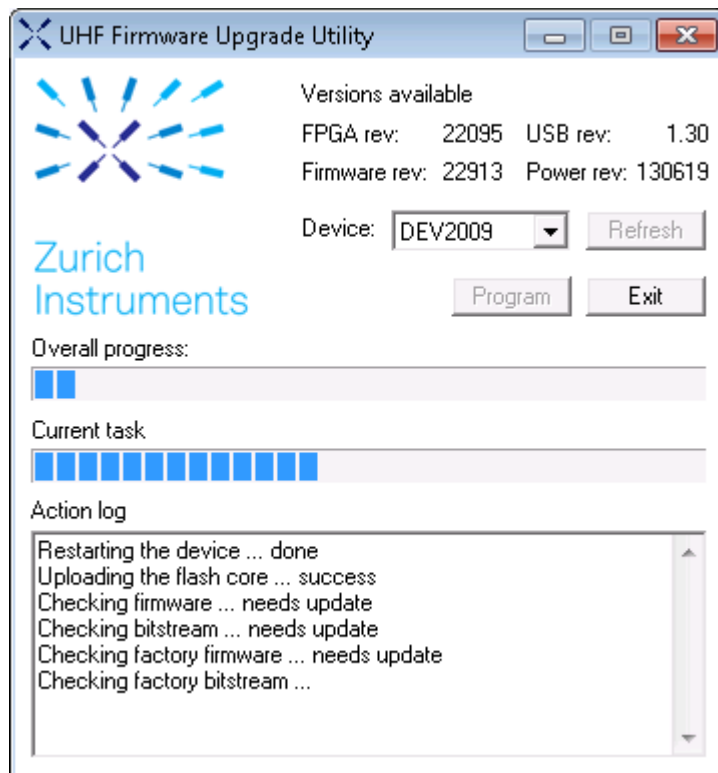 UHF Firmware Upgrade Utility
Versions available
FPGA rev: 22095 USB rev: 1.30
Firmware rev: 22913 Power rev: 130619
Device: DEV2009 Refresh
Zurich
Instruments
Program Exit
Overall progress:
Current task
Action log
Restarting the device ... done
Uploading the flash core ... success
Checking firmware ... needs update
Checking bitstream ... needs update
Checking factory firmware ... needs update
Checking factory bitstream ...